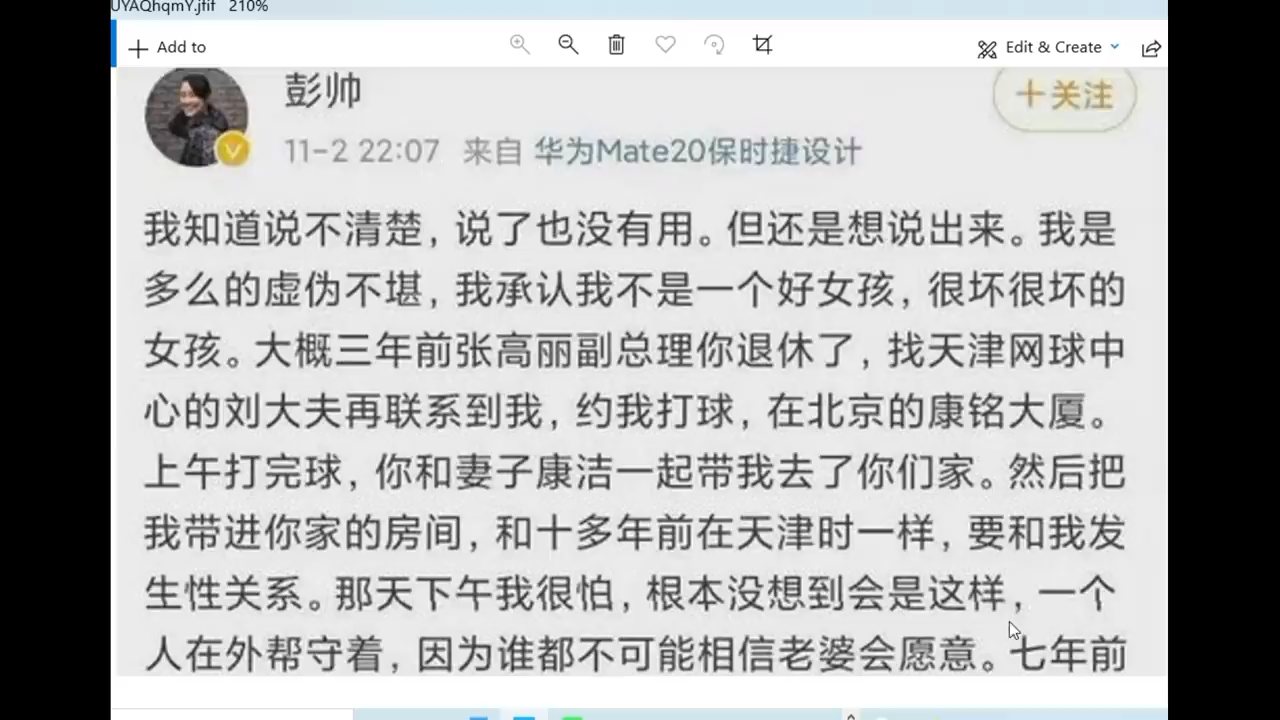 UYAQhqmY.jfif 210%
Add to
Edit & Create
彭帅
十关注
11-2 22:07 来自 华为Mate20保时捷设计
我知道说不清楚，说了也没有用。但还是想说出来。我是
多么的虚伪不堪，我承认我不是一个好女孩，很坏很坏的
女孩。大概三年前张高丽副总理你退休了，找天津网球中
心的刘大夫再联系到我，约我打球，在北京的康铭大厦。
上午打完球，你和妻子康洁一起带我去了你们家。然后把
我带进你家的房间，和十多年前在天津时一样，要和我发
生性关系。那天下午我很怕，根本没想到会是这样，一个
人在外帮守着，因为谁都不可能相信老婆会愿意。七年前